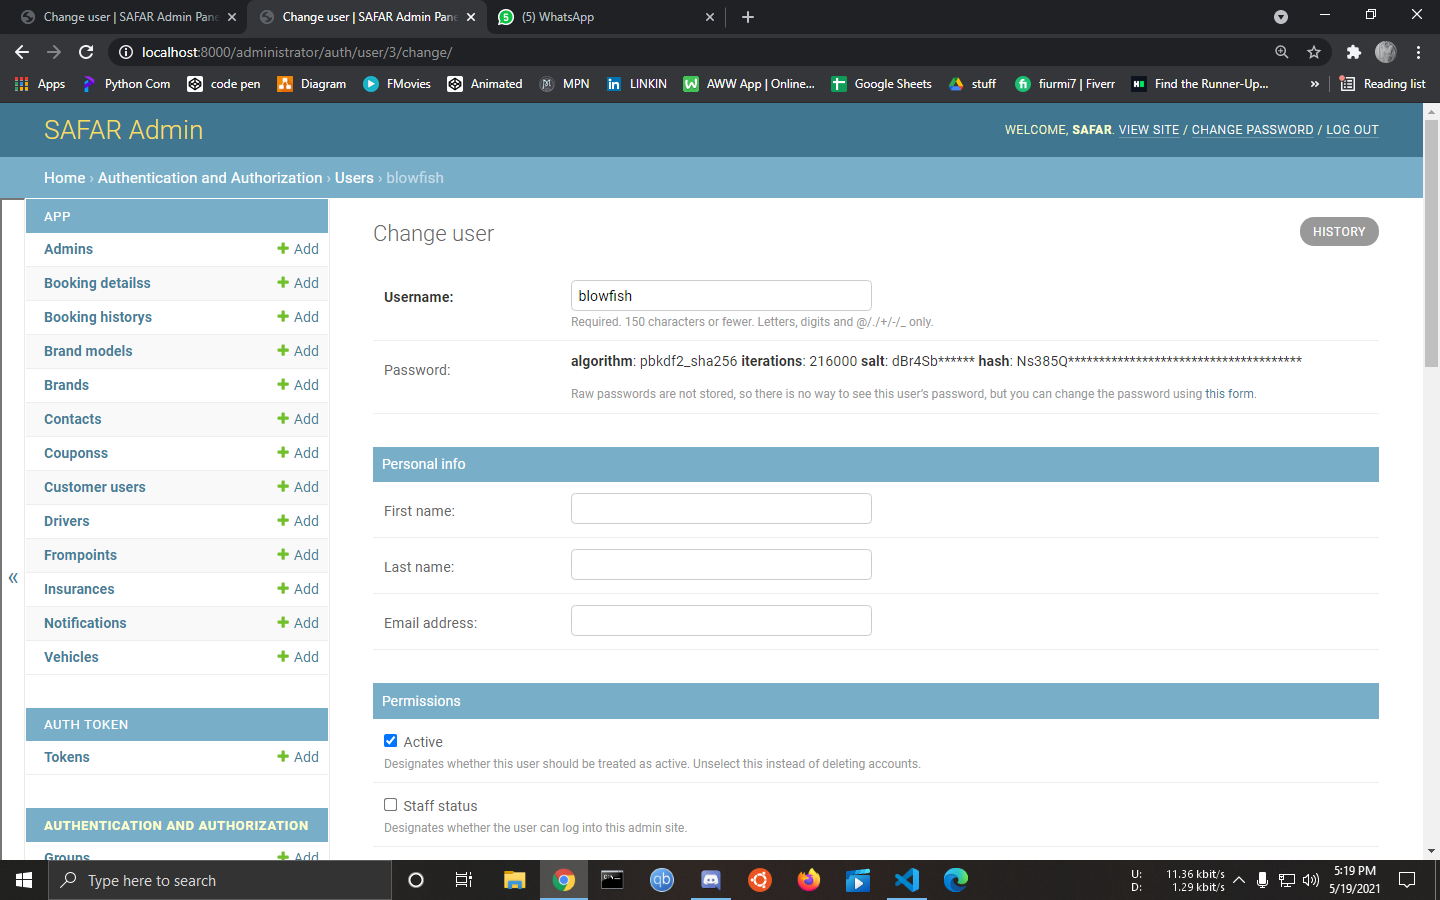 Change user | SAFAR Admin Pane
Change user | SAFAR Admin Pane
(5) WhatsApp
localhost:8000/administrator/auth/user/3/change/
Apps Python Com code pen Diagram FMovies Animated MPN LINKIN AWW App | Online... Google Sheets stuff fiurmi7 | Fiverr Find the Runner-Up... » Reading list
SAFAR Admin
WELCOME, SAFAR. VIEW SITE / CHANGE PASSWORD / LOG OUT
Home › Authentication and Authorization › Users › blowfish
APP
Admins + Add
Booking detailss + Add
Booking historys + Add
Brand models + Add
Brands + Add
Contacts + Add
Couponss + Add
Customer users + Add
Drivers + Add
Frompoints + Add
Insurances + Add
Notifications + Add
Vehicles + Add
AUTH TOKEN
Tokens + Add
AUTHENTICATION AND AUTHORIZATION
Groups + Add
«
Change user
HISTORY
Username: blowfish
Required. 150 characters or fewer. Letters, digits and @/./+/-/_ only.
Password: algorithm: pbkdf2_sha256 iterations: 216000 salt: dBr4Sb****** hash: Ns385Q**************************************
Raw passwords are not stored, so there is no way to see this user's password, but you can change the password using this form.
Personal info
First name:
Last name:
Email address:
Permissions
Active
Designates whether this user should be treated as active. Unselect this instead of deleting accounts.
Staff status
Designates whether the user can log into this admin site.
Type here to search
qb
U: 11.36 kbit/s
D: 1.29 kbit/s
5:19 PM
5/19/2021